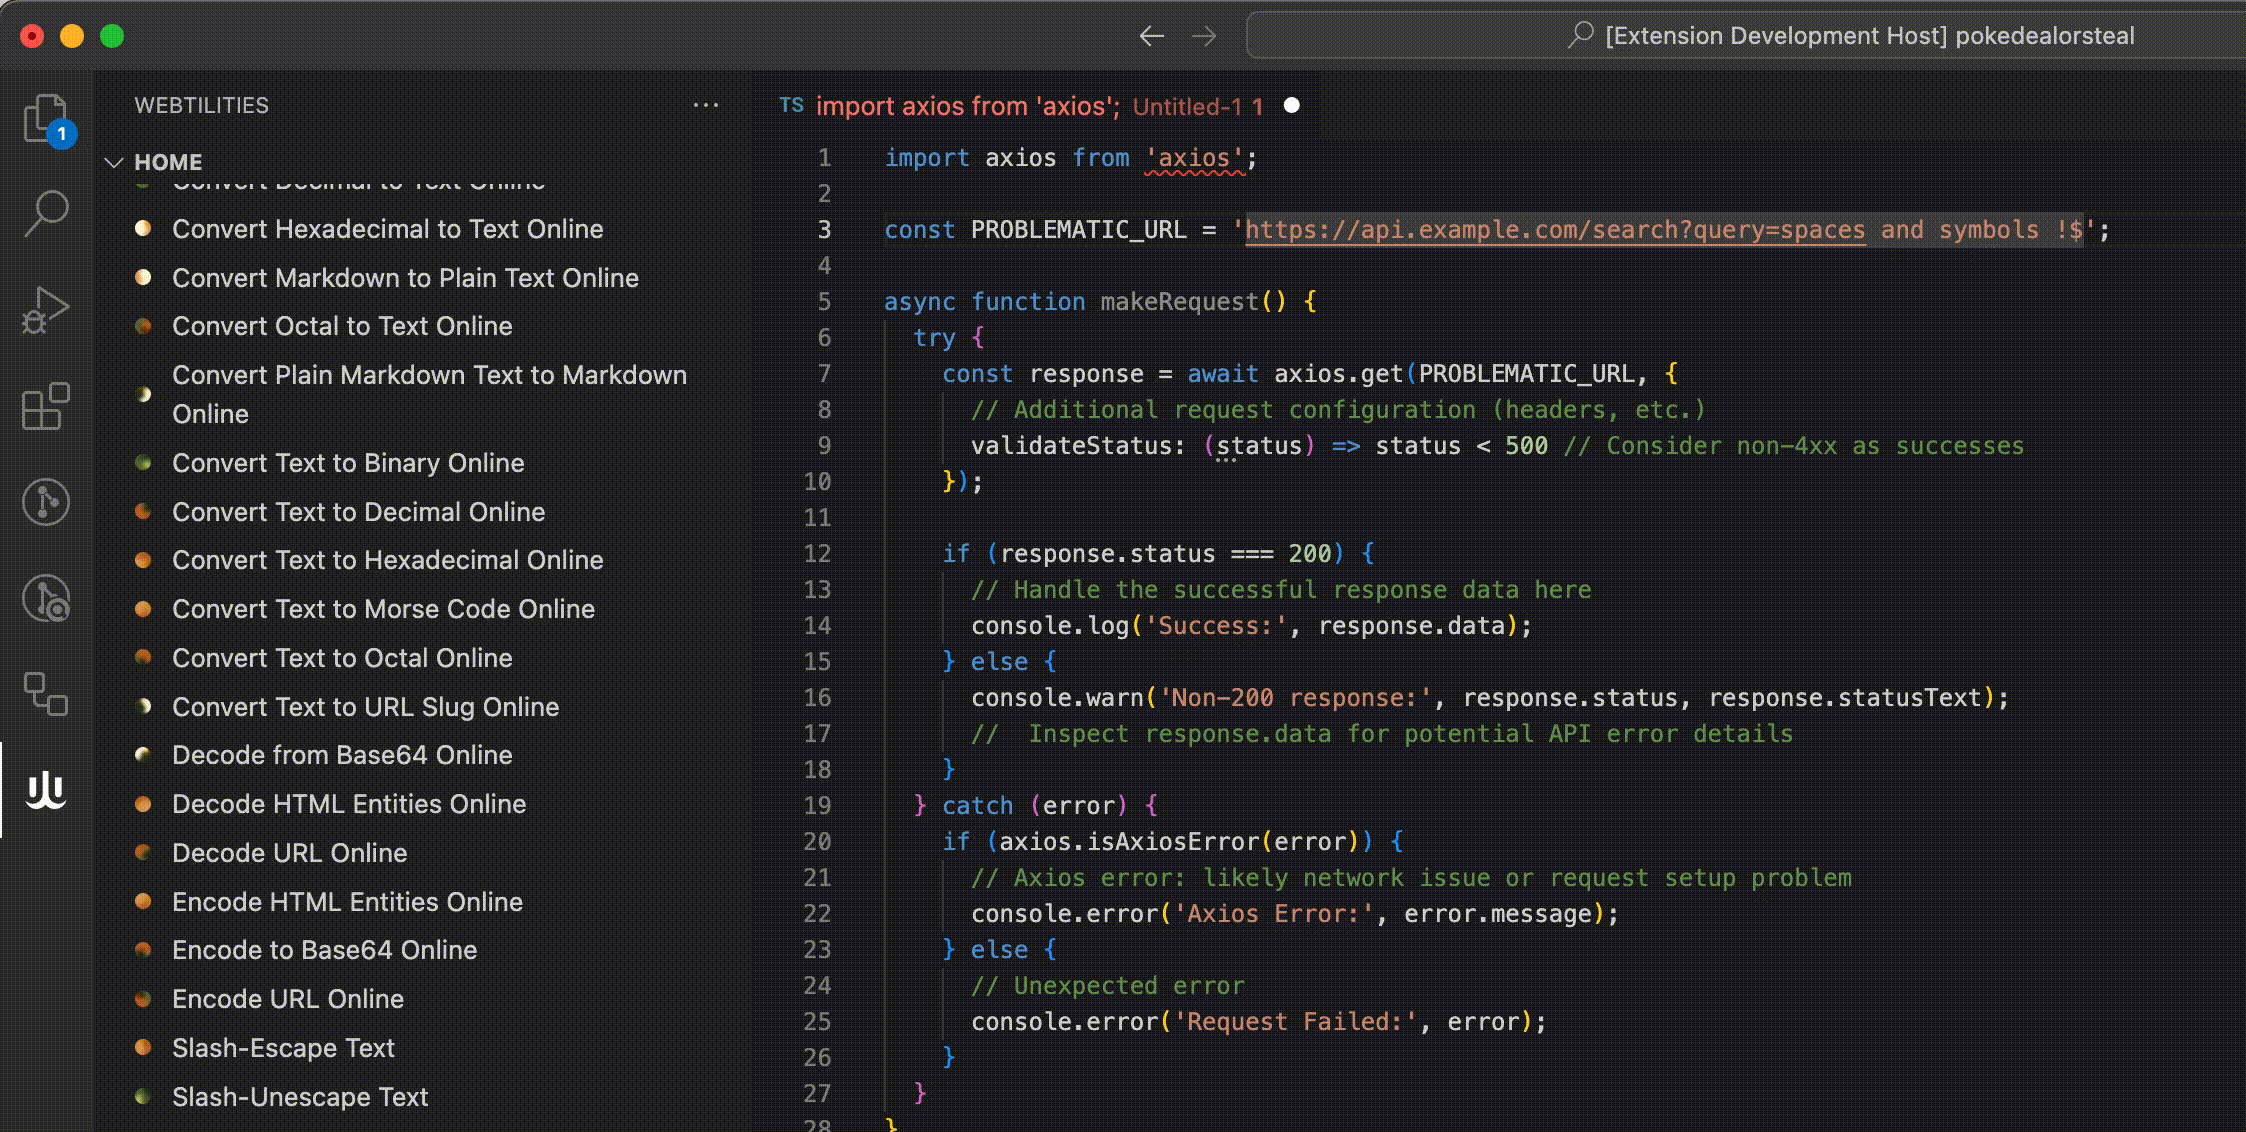 [Extension Development Host] pokedealorsteal
1
WEBTILITIES
HOME
Convert Decimal to Text Online
Convert Hexadecimal to Text Online
Convert Markdown to Plain Text Online
Convert Octal to Text Online
Convert Plain Markdown Text to Markdown
Online
Convert Text to Binary Online
Convert Text to Decimal Online
Convert Text to Hexadecimal Online
Convert Text to Morse Code Online
Convert Text to Octal Online
Convert Text to URL Slug Online
Decode from Base64 Online
Decode HTML Entities Online
Decode URL Online
Encode HTML Entities Online
Encode to Base64 Online
Encode URL Online
Slash-Escape Text
Slash-Unescape Text
TS import axios from 'axios'; Untitled-1 1
1 import axios from 'axios';
2
3 const PROBLEMATIC_URL = 'https://api.example.com/search?query=spaces and symbols !$';
4
5 async function makeRequest() {
6 try {
7 const response = await axios.get(PROBLEMATIC_URL, {
8 // Additional request configuration (headers, etc.)
9 validateStatus: (status) => status < 500 // Consider non-4xx as successes
10 });
11
12 if (response.status === 200) {
13 // Handle the successful response data here
14 console.log('Success:', response.data);
15 } else {
16 console.warn('Non-200 response:', response.status, response.statusText);
17 //  Inspect response.data for potential API error details
18 }
19 } catch (error) {
20 if (axios.isAxiosError(error)) {
21 // Axios error: likely network issue or request setup problem
22 console.error('Axios Error:', error.message);
23 } else {
24 // Unexpected error
25 console.error('Request Failed:', error);
26 }
27 }
28 }